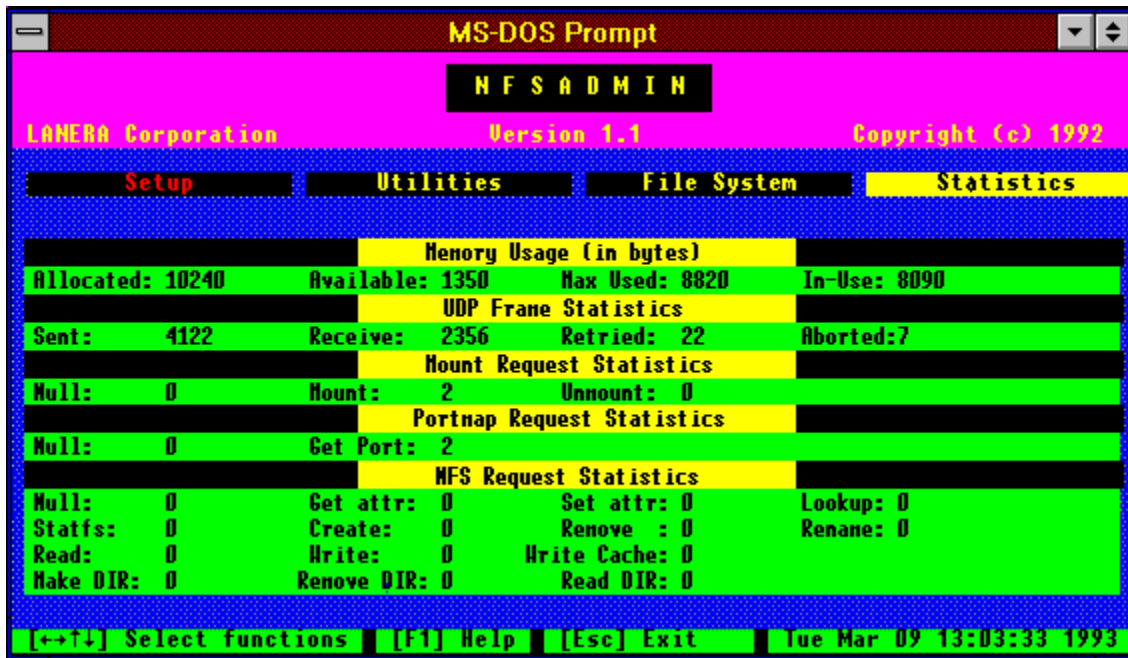 MS-DOS Prompt
N F S A D M I N
LANERA Corporation Version 1.1 Copyright (c) 1992
Setup Utilities File System Statistics
Memory Usage (in bytes)
Allocated: 10240 Available: 1350 Max Used: 8820 In-Use: 8090
UDP Frame Statistics
Sent: 4122 Receive: 2356 Retried: 22 Aborted:7
Mount Request Statistics
Null: 0 Mount: 2 Unmount: 0
Portmap Request Statistics
Null: 0 Get Port: 2
NFS Request Statistics
Null: 0 Get attr: 0 Set attr: 0 Lookup: 0
Statfs: 0 Create: 0 Remove : 0 Rename: 0
Read: 0 Write: 0 Write Cache: 0
Make DIR: 0 Remove DIR: 0 Read DIR: 0
[←→↑↓] Select functions [F1] Help [Esc] Exit Tue Mar 09 13:03:33 1993